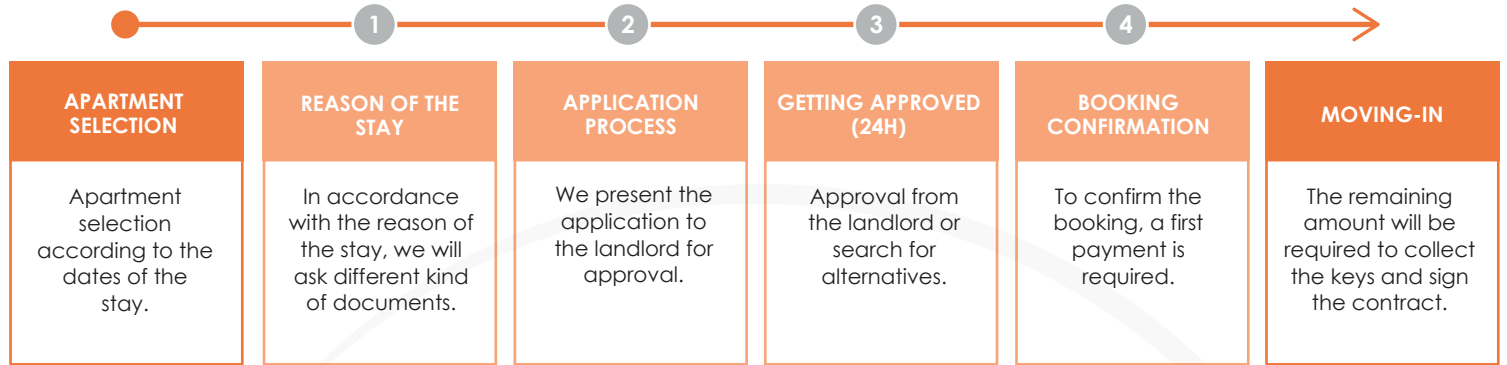 1
2
3
4
APARTMENT
SELECTION
Apartment
selection
according to the
dates of the
stay.
REASON OF THE
STAY
In accordance
with the reason of
the stay, we will
ask different kind
of documents.
APPLICATION
PROCESS
We present the
application to
the landlord for
approval.
GETTING APPROVED
(24H)
Approval from
the landlord or
search for
alternatives.
BOOKING
CONFIRMATION
To confirm the
booking, a first
payment is
required.
MOVING-IN
The remaining
amount will be
required to collect
the keys and sign
the contract.